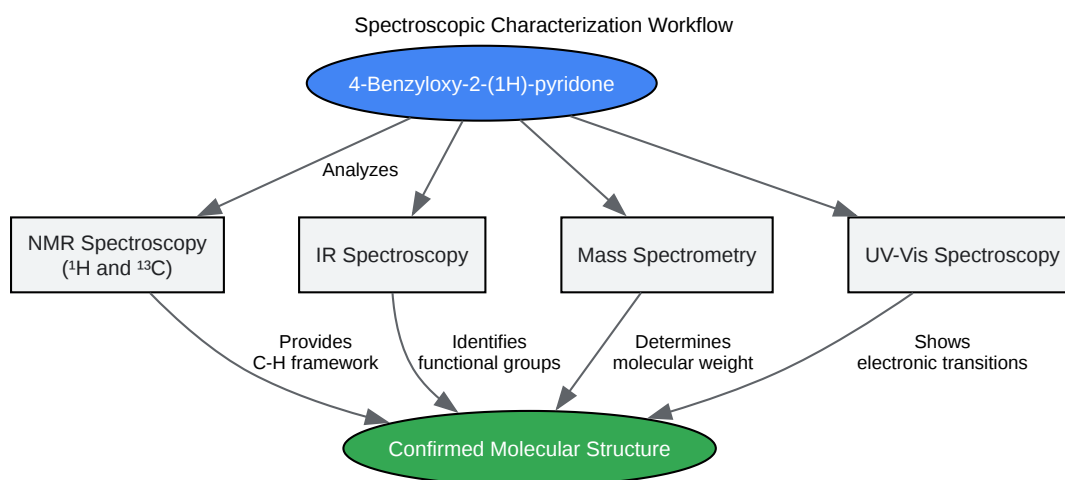 Spectroscopic Characterization Workflow
4-Benzyloxy-2-(1H)-pyridone
Analyzes
NMR Spectroscopy
(¹H and ¹³C)
IR Spectroscopy
Mass Spectrometry
UV-Vis Spectroscopy
Provides
C-H framework
Identifies
functional groups
Determines
molecular weight
Shows
electronic transitions
Confirmed Molecular Structure